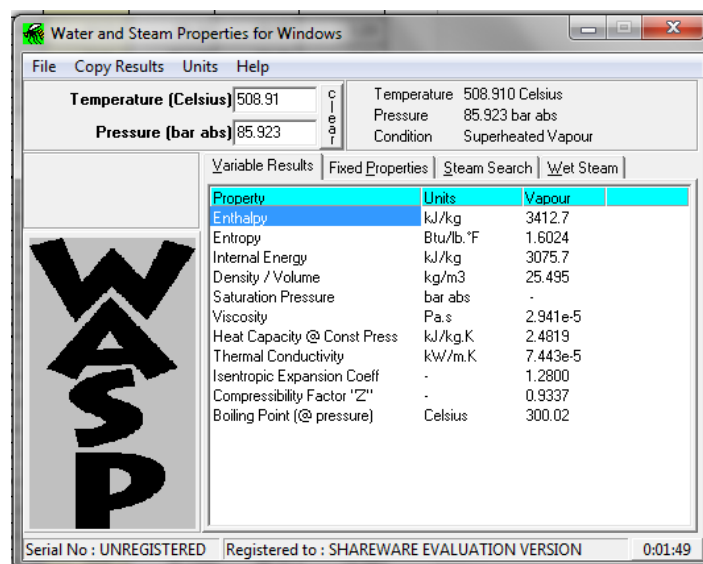 Water and Steam Properties for Windows
File Copy Results Units Help
Temperature (Celsius) 508.91
Pressure (bar abs) 85.923
clear
Temperature 508.910 Celsius
Pressure 85.923 bar abs
Condition Superheated Vapour
Variable Results Fixed Properties Steam Search Wet Steam
Property Units Vapour
Enthalpy kJ/kg 3412.7
Entropy Btu/lb.°F 1.6024
Internal Energy kJ/kg 3075.7
Density / Volume kg/m3 25.495
Saturation Pressure bar abs -
Viscosity Pa.s 2.941e-5
Heat Capacity @ Const Press kJ/kg.K 2.4819
Thermal Conductivity kW/m.K 7.443e-5
Isentropic Expansion Coeff - 1.2800
Compressibility Factor "Z" - 0.9337
Boiling Point (@ pressure) Celsius 300.02
WASP
Serial No : UNREGISTERED Registered to : SHAREWARE EVALUATION VERSION 0:01:49